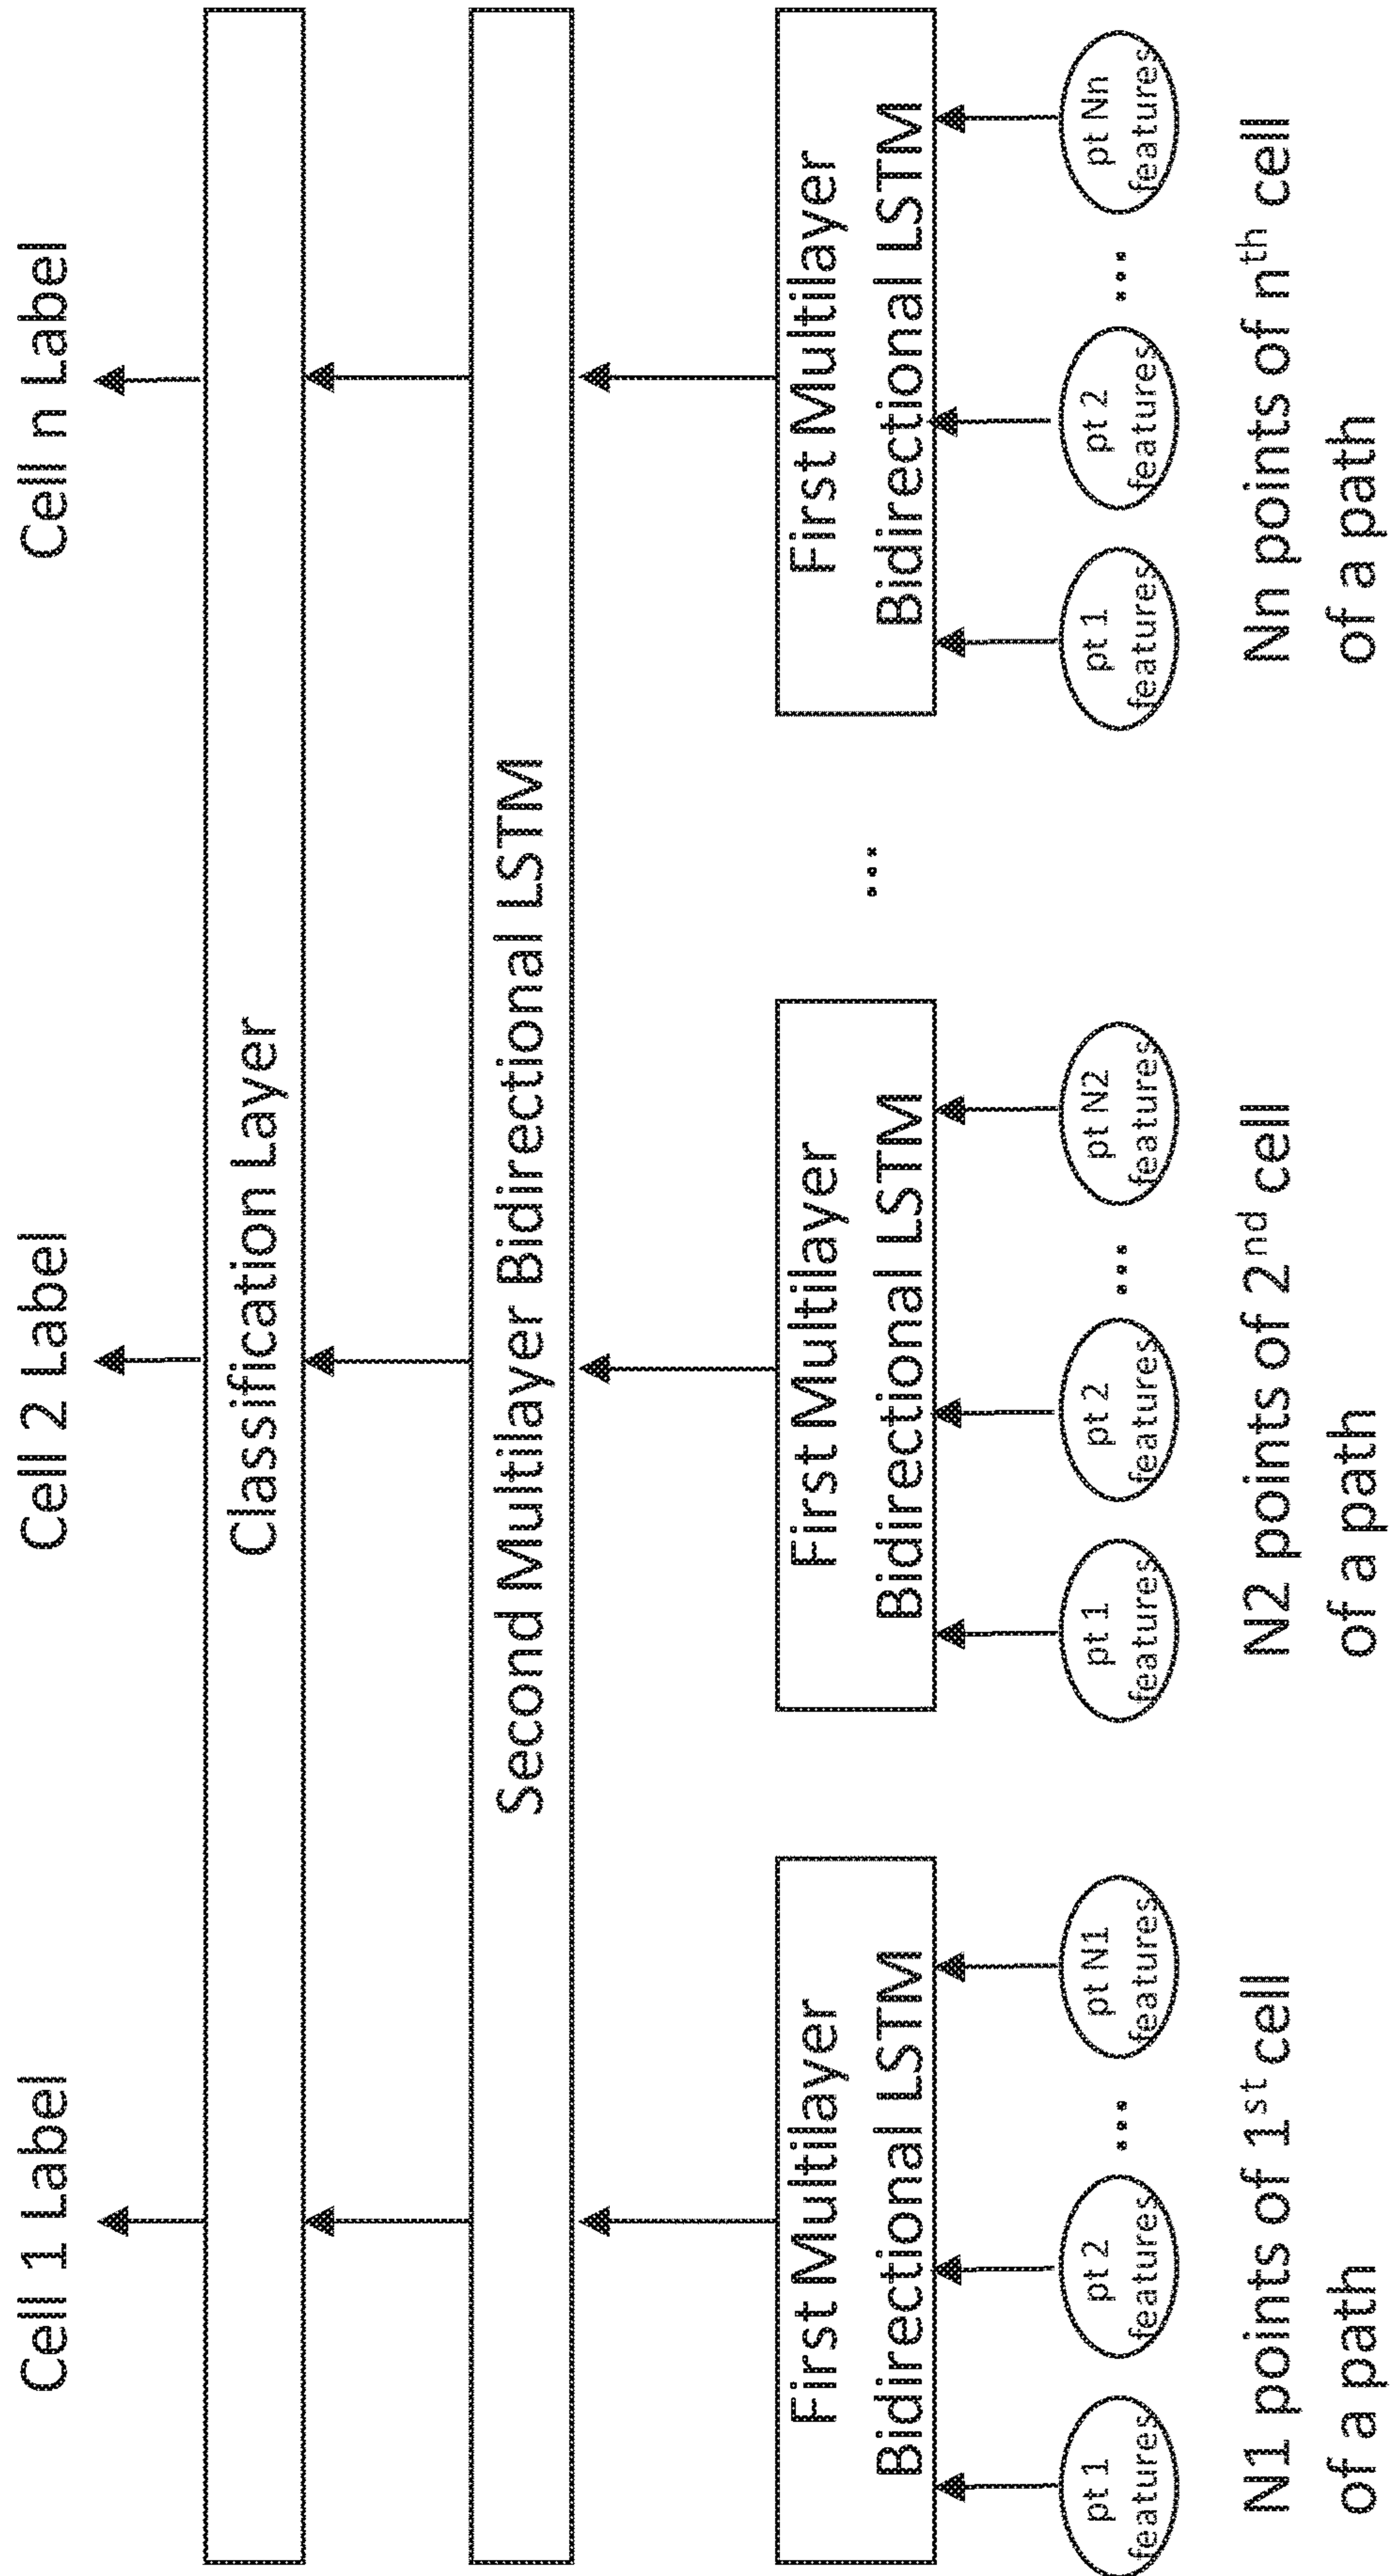 Cell 1 Label
Cell 2 Label
Cell n Label
Classification Layer
Second Multilayer Bidirectional LSTM
First Multilayer
Bidirectional LSTM
First Multilayer
Bidirectional LSTM
...
First Multilayer
Bidirectional LSTM
pt 1
features
pt 2
features
...
pt N1
features
pt 1
features
pt 2
features
...
pt N2
features
pt 1
features
pt 2
features
...
pt Nn
features
N1 points of 1st cell
of a path
N2 points of 2nd cell
of a path
Nn points of nth cell
of a path